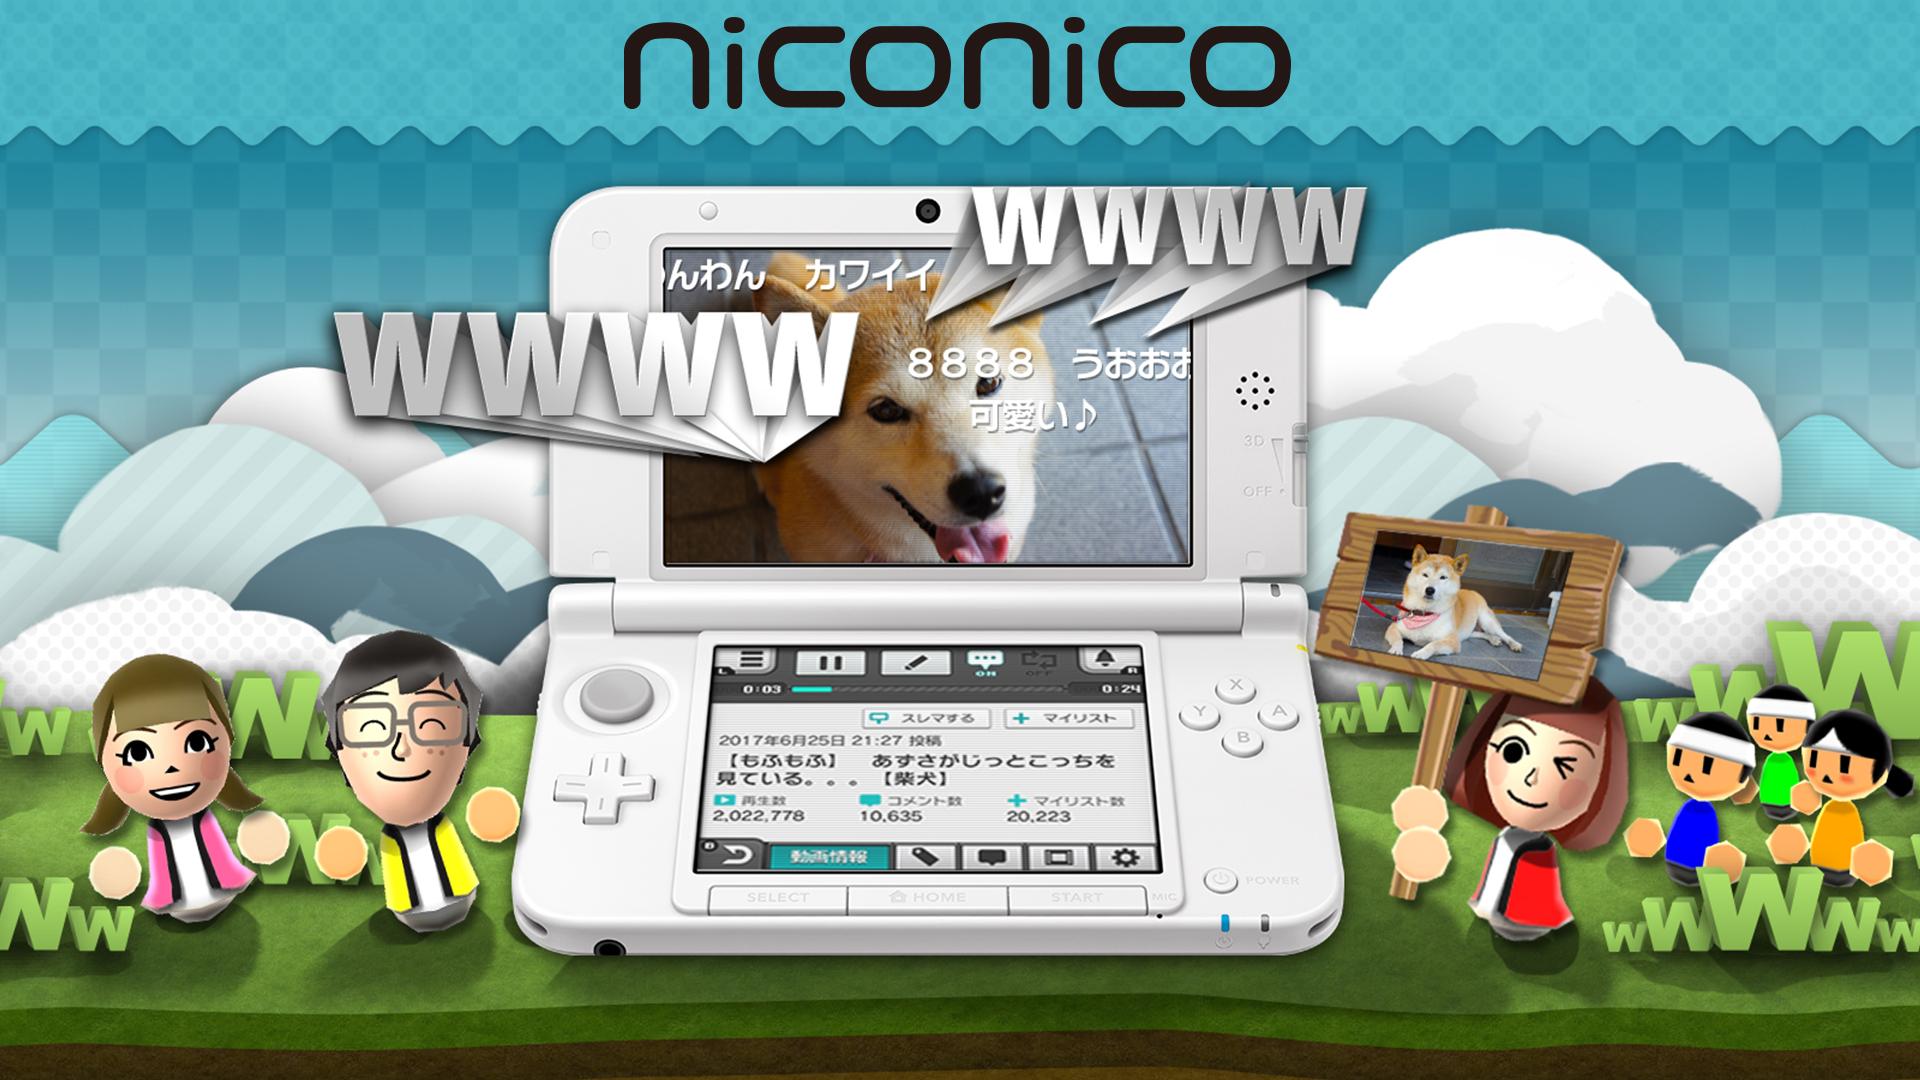 niconico
WWWW
んわん カワイイ
WWWW
8888 うおおお
可愛い♪
3D
OFF
ON
OFF
L
R
0:03
0:24
スレマする
マイリスト
2017年6月25日 21:27 投稿
【もふもふ】 あずさがじっとこっちを
見ている。。。【柴犬】
再生数
コメント数
マイリスト数
2,022,778
10,635
20,223
動画情報
X
Y
A
B
SELECT
HOME
START
MIC
POWER
W
W
W
W
Ww
wWW
W
W
wWWWw